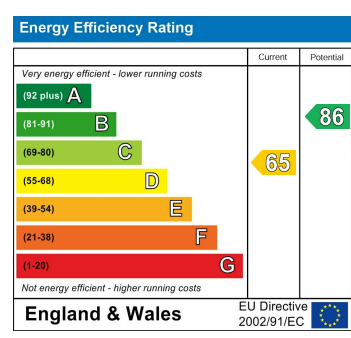 Energy Efficiency Rating
Current Potential
Very energy efficient - lower running costs
(92 plus) A
(81-91) B
(69-80) C
(55-68) D
(39-54) E
(21-38) F
(1-20) G
65
86
Not energy efficient - higher running costs
England & Wales
EU Directive
2002/91/EC